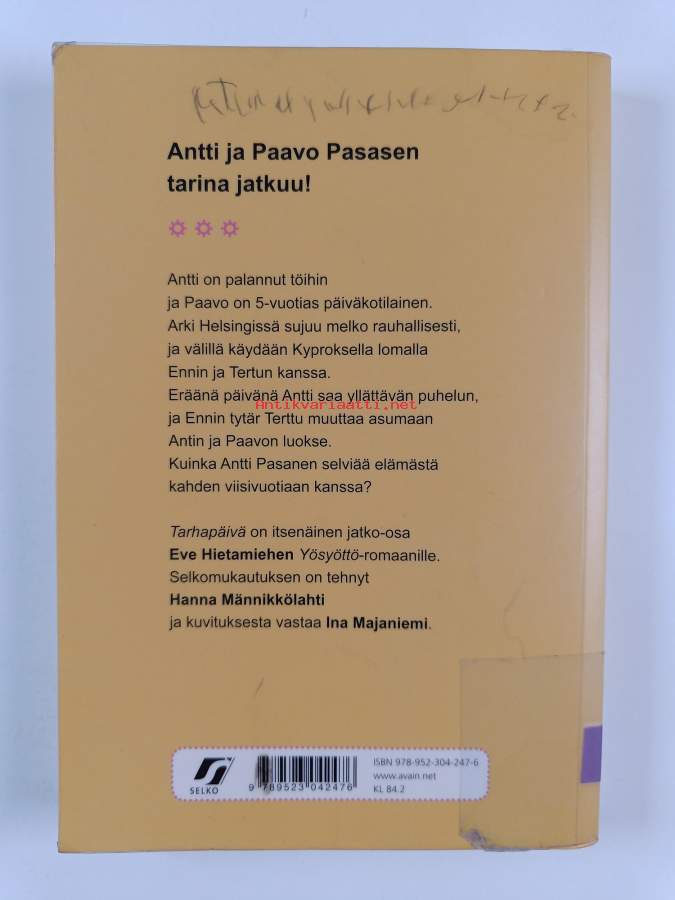 Antti ja Paavo Pasasen
tarina jatkuu!
Antti on palannut töihin
ja Paavo on 5-vuotias päiväkotilainen.
Arki Helsingissä sujuu melko rauhallisesti,
ja välillä käydään Kyproksella lomalla
Ennin ja Tertun kanssa.
Eräänä päivänä Antti saa yllättävän puhelun,
Antikvariaatti.net
ja Ennin tytär Terttu muuttaa asumaan
Antin ja Paavon luokse.
Kuinka Antti Pasanen selviää elämästä
kahden viisivuotiaan kanssa?
Tarhapäivä on itsenäinen jatko-osa
Eve Hietamiehen Yösyöttö-romaanille.
Selkomukautuksen on tehnyt
Hanna Männikkölahti
ja kuvituksesta vastaa Ina Majaniemi.
SELKO
9 789523 042476
ISBN 978-952-304-247-6
www.avain.net
KL 84.2